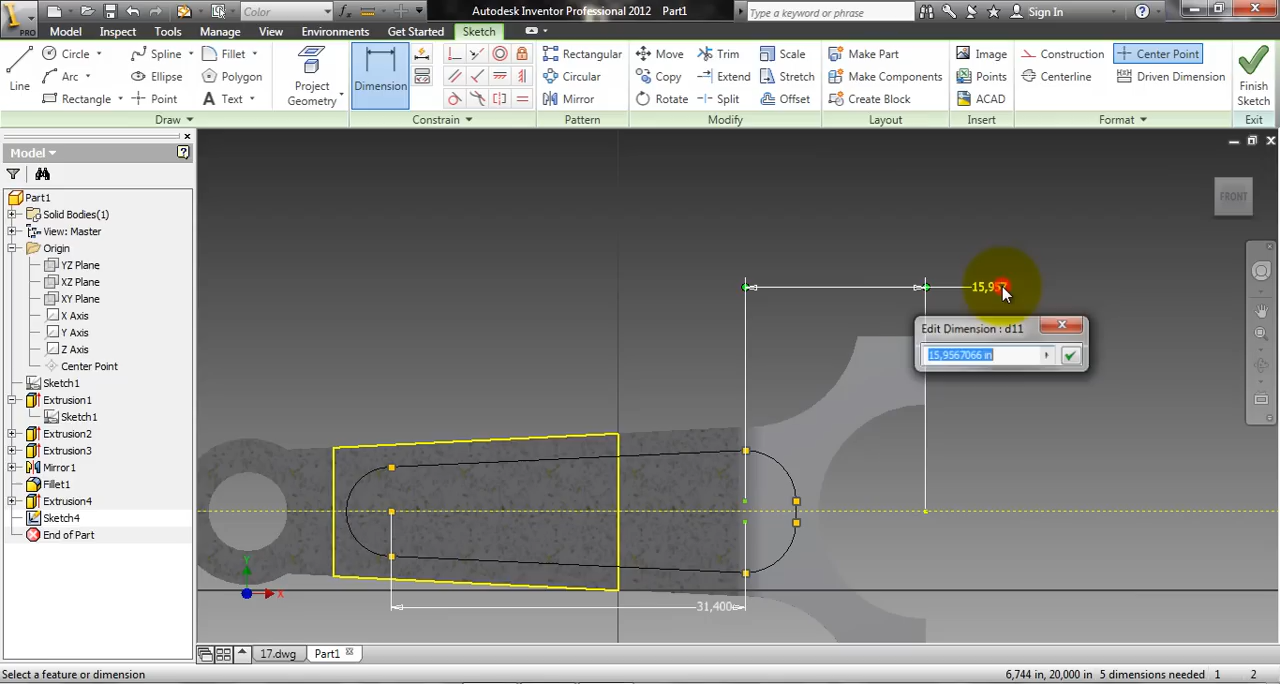 Color
Autodesk Inventor Professional 2012 Part1
Type a keyword or phrase
Sign In
PRO
Model Inspect Tools Manage View Environments Get Started Sketch
Line
Circle
Arc
Rectangle
Spline
Ellipse
Point
Fillet
Polygon
Text
Project
Geometry
Dimension
Rectangular
Circular
Mirror
Move
Copy
Rotate
Trim
Extend
Split
Scale
Stretch
Offset
Make Part
Make Components
Create Block
Image
Points
ACAD
Construction
Centerline
Center Point
Driven Dimension
Finish
Sketch
Draw Constrain Pattern Modify Layout Insert Format Exit
Model
Part1
Solid Bodies(1)
View: Master
Origin
YZ Plane
XZ Plane
XY Plane
X Axis
Y Axis
Z Axis
Center Point
Sketch1
Extrusion1
Sketch1
Extrusion2
Extrusion3
Mirror1
Fillet1
Extrusion4
Sketch4
End of Part
FRONT
15,957
Edit Dimension : d11
15,9567066 in
31,400
Y
X
17.dwg Part1
Select a feature or dimension
6,744 in, 20,000 in 5 dimensions needed 1 2